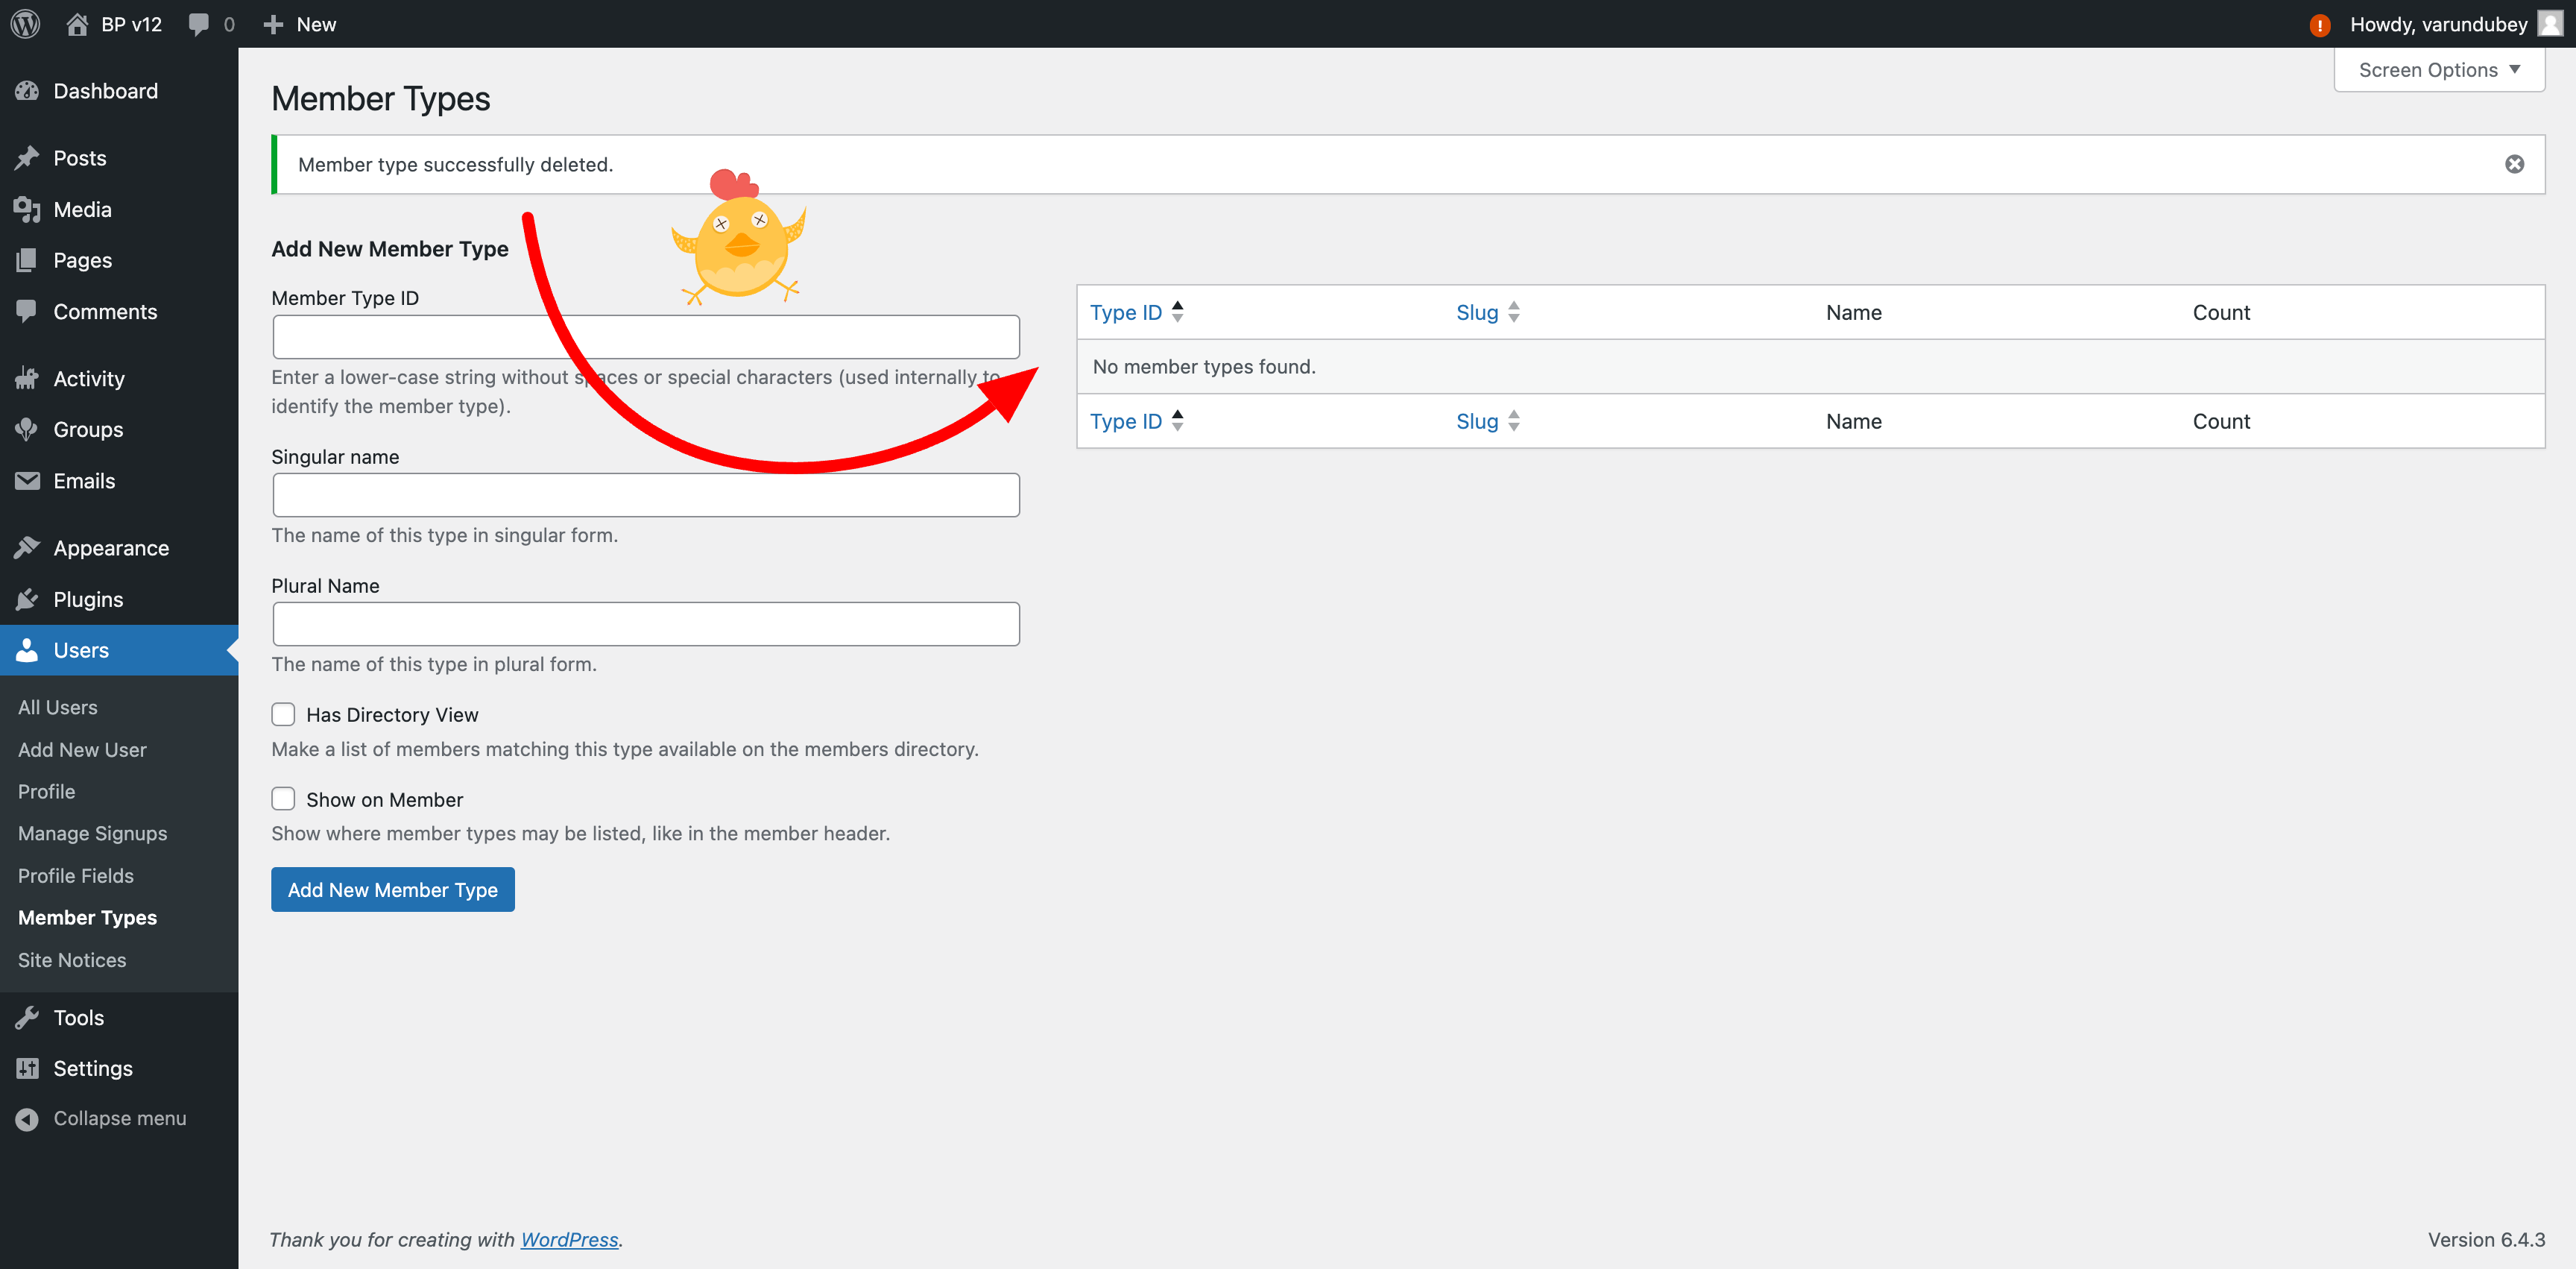 BP v12
0
New
Howdy, varundubey
Dashboard
Posts
Media
Pages
Comments
Activity
Groups
Emails
Appearance
Plugins
Users
All Users
Add New User
Profile
Manage Signups
Profile Fields
Member Types
Site Notices
Tools
Settings
Collapse menu
Screen Options
Member Types
Member type successfully deleted.
Add New Member Type
Member Type ID
Enter a lower-case string without spaces or special characters (used internally to
identify the member type).
Singular name
The name of this type in singular form.
Plural Name
The name of this type in plural form.
Has Directory View
Make a list of members matching this type available on the members directory.
Show on Member
Show where member types may be listed, like in the member header.
Add New Member Type
Type ID Slug Name Count
No member types found.
Type ID Slug Name Count
Thank you for creating with WordPress.
Version 6.4.3